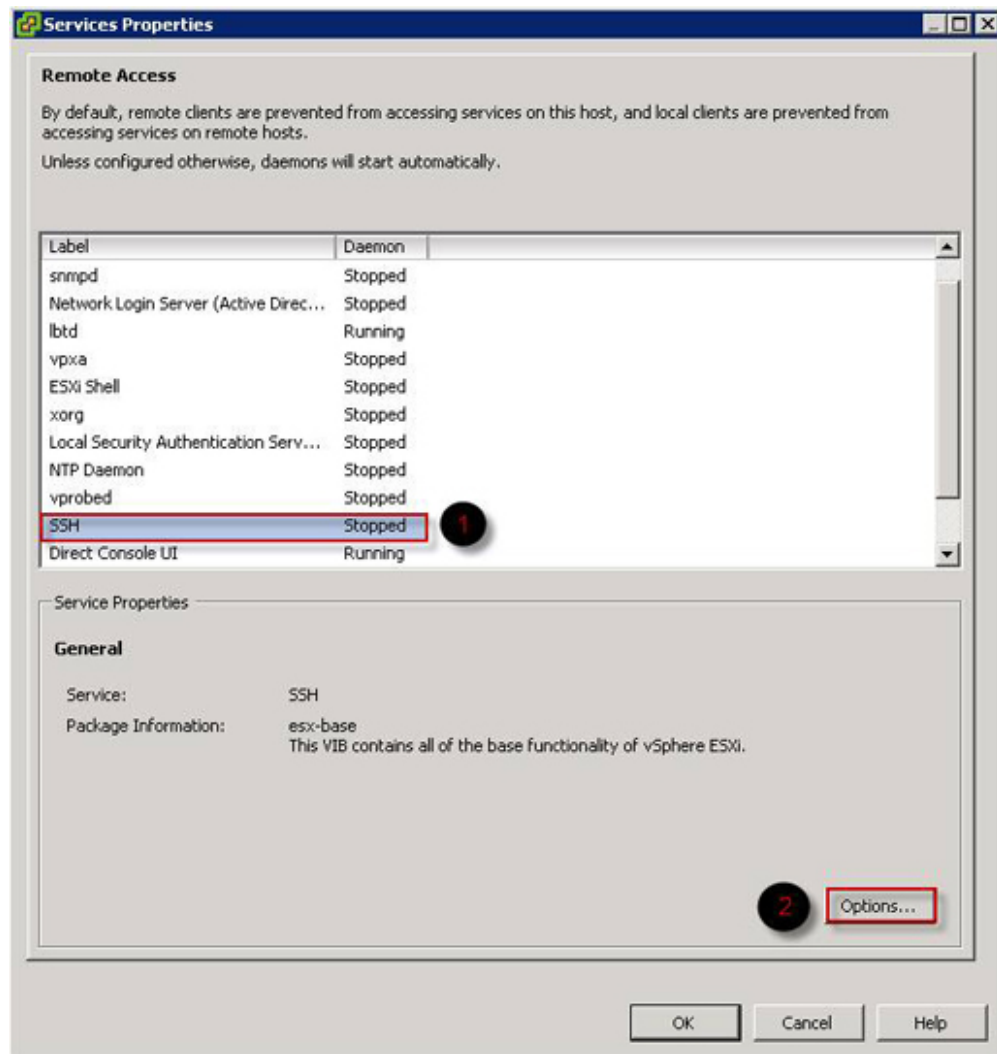 Services Properties
Remote Access
By default, remote clients are prevented from accessing services on this host, and local clients are prevented from
accessing services on remote hosts.
Unless configured otherwise, daemons will start automatically.
Label Daemon
snmpd Stopped
Network Login Server (Active Direc... Stopped
lbtd Running
vpxa Stopped
ESXi Shell Stopped
xorg Stopped
Local Security Authentication Serv... Stopped
NTP Daemon Stopped
vprobed Stopped
SSH Stopped 1
Direct Console UI Running
Service Properties
General
Service: SSH
Package Information: esx-base
This VIB contains all of the base functionality of vSphere ESXi.
2 Options...
OK Cancel Help